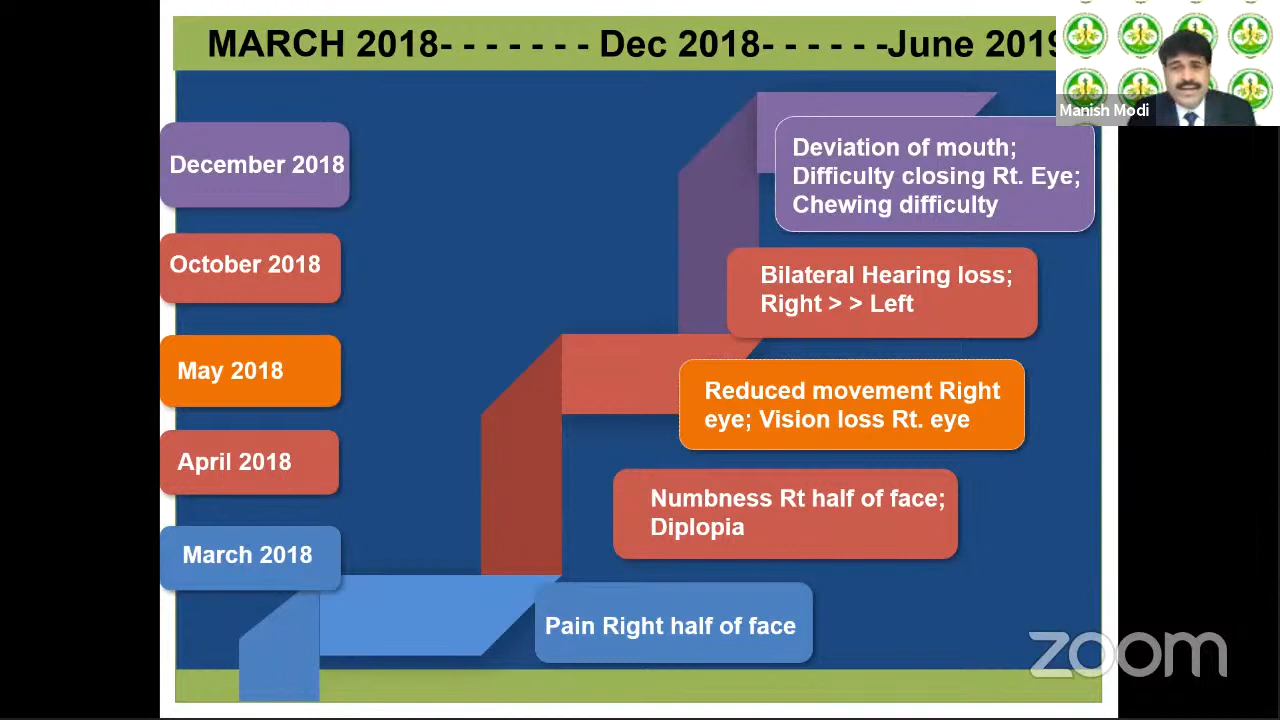 MARCH 2018- - - - - - - Dec 2018- - - - - -June 2019
Manish Modi
December 2018
Deviation of mouth;
Difficulty closing Rt. Eye;
Chewing difficulty
October 2018
Bilateral Hearing loss;
Right > > Left
May 2018
Reduced movement Right
eye; Vision loss Rt. eye
April 2018
Numbness Rt half of face;
Diplopia
March 2018
Pain Right half of face
zoom